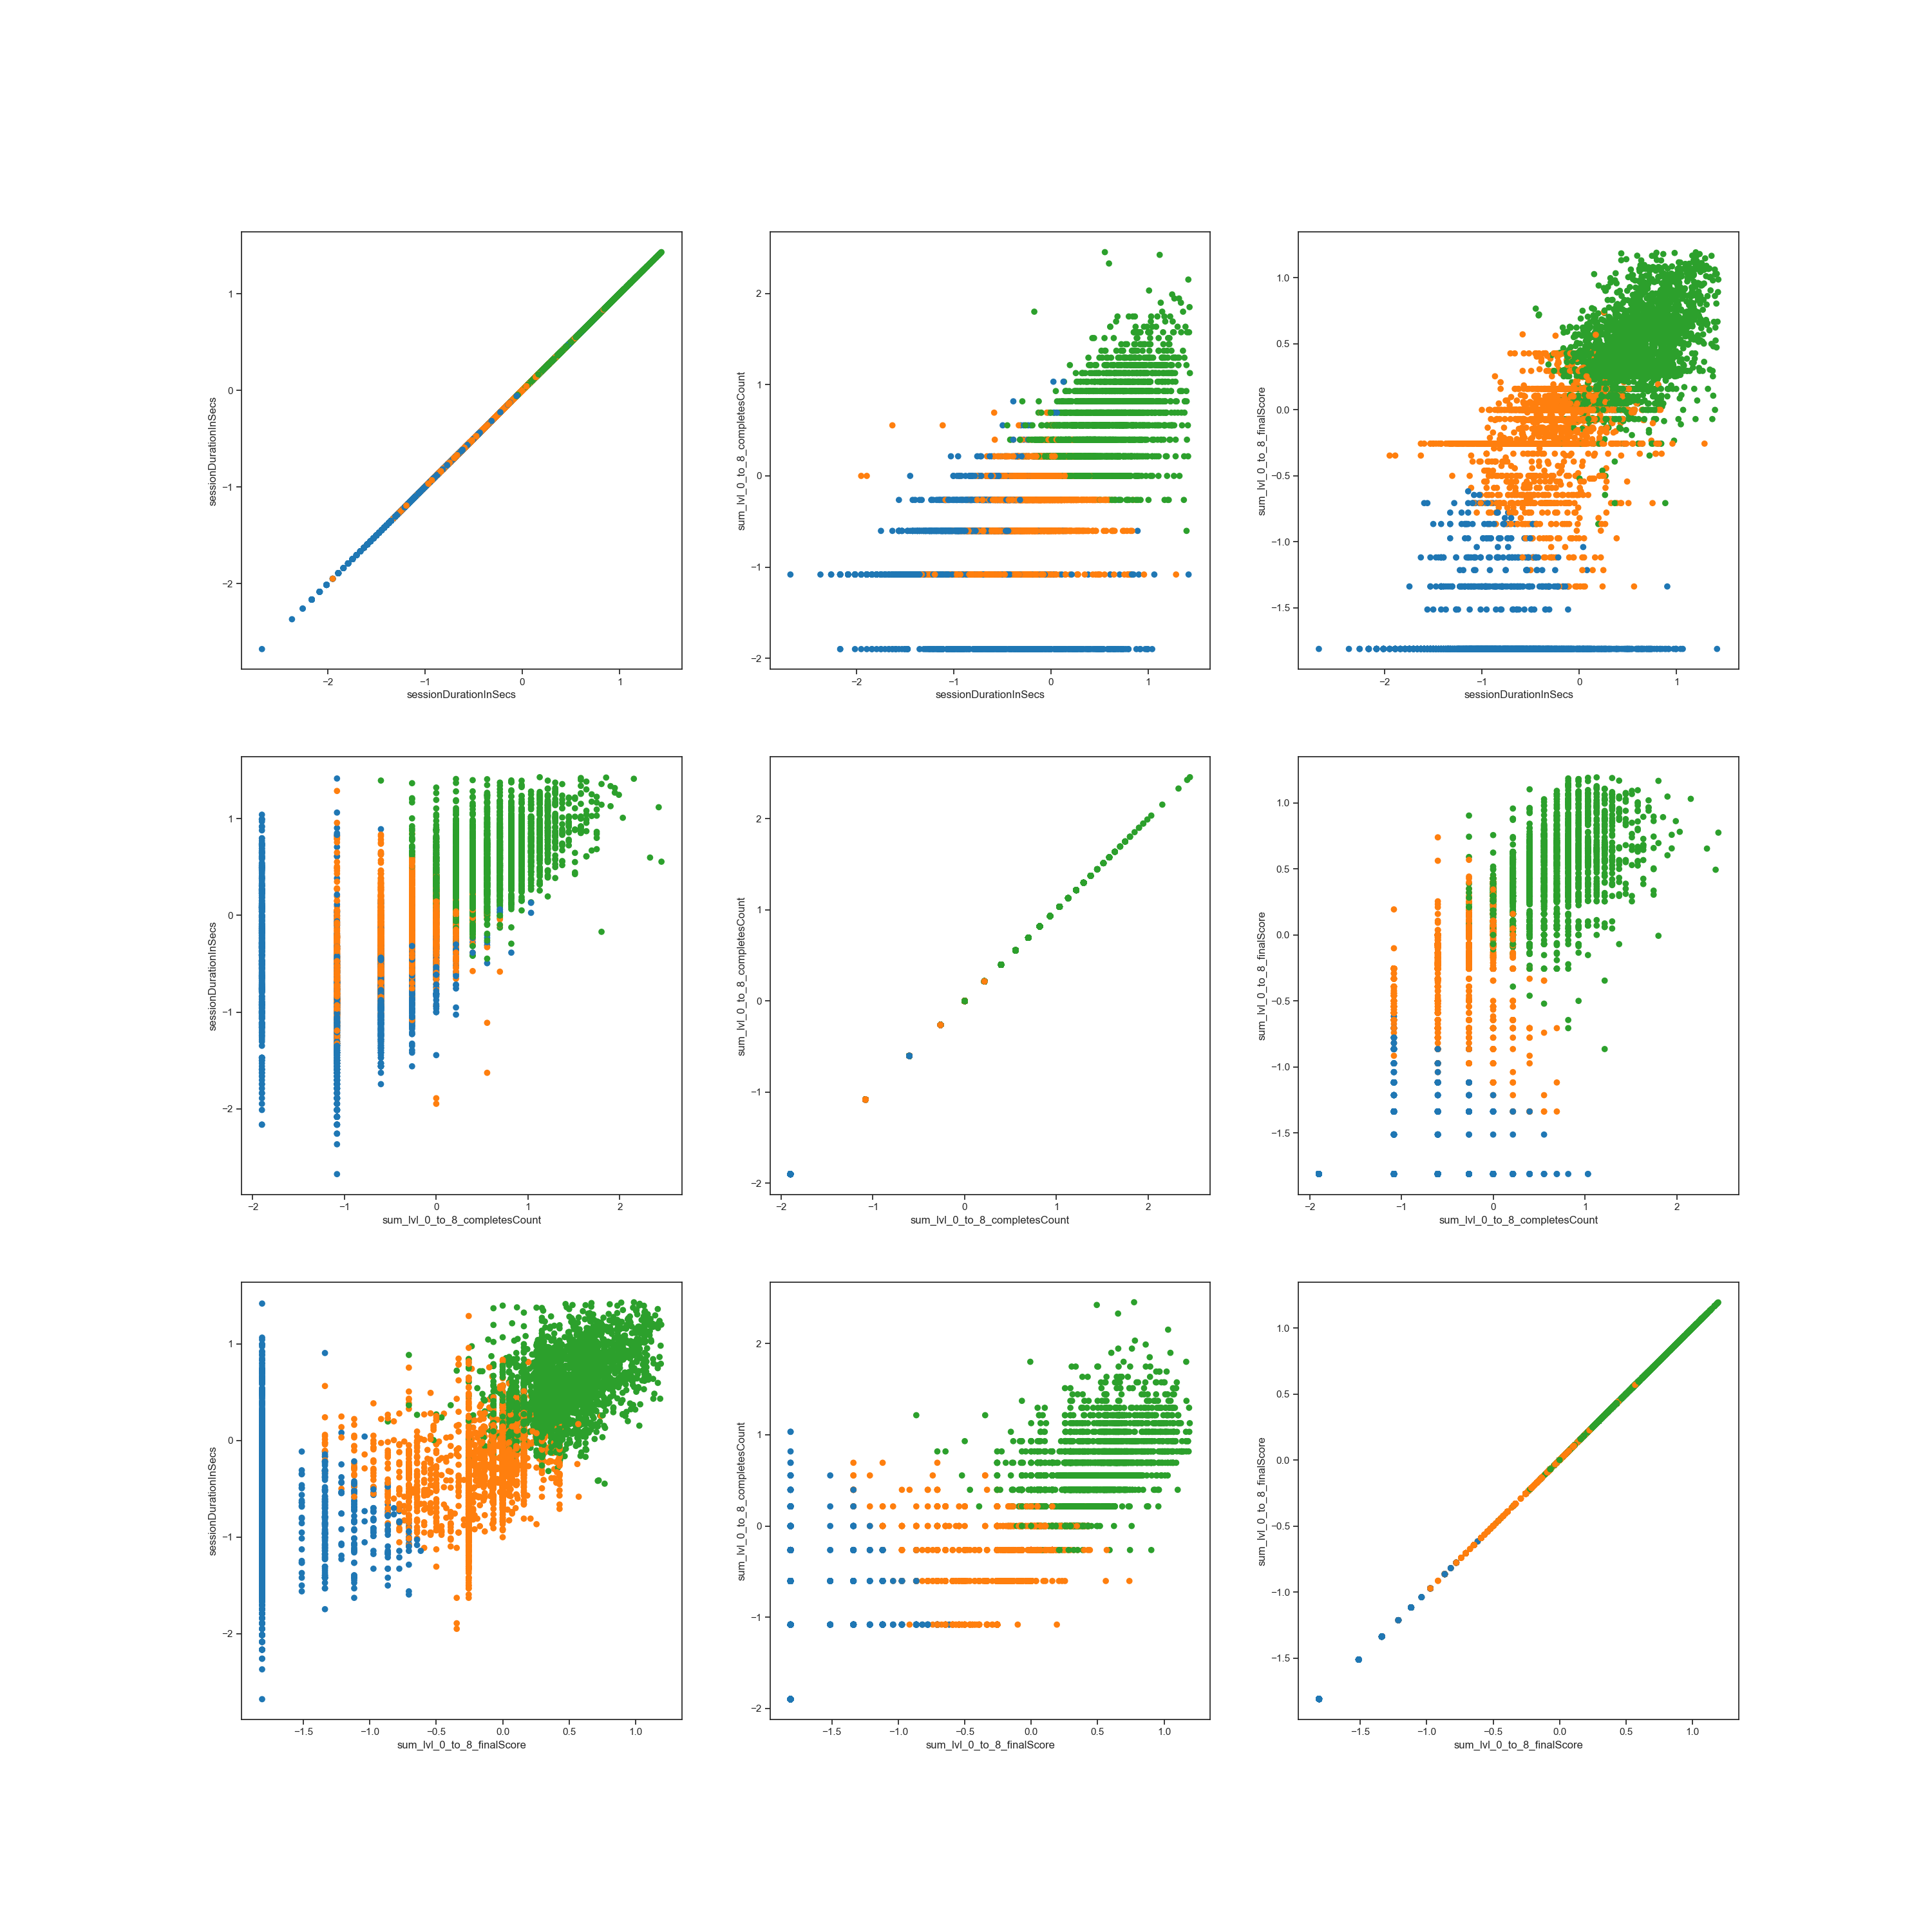 sessionDurationInSecs
1
0
−1
−2
−2 −1 0 1
sessionDurationInSecs
sum_lvl_0_to_8_completesCount
2
1
0
−1
−2
−2 −1 0 1
sessionDurationInSecs
sum_lvl_0_to_8_finalScore
1.0
0.5
0.0
−0.5
−1.0
−1.5
−2 −1 0 1
sessionDurationInSecs
sessionDurationInSecs
1
0
−1
−2
−2 −1 0 1 2
sum_lvl_0_to_8_completesCount
sum_lvl_0_to_8_completesCount
2
1
0
−1
−2
−2 −1 0 1 2
sum_lvl_0_to_8_completesCount
sum_lvl_0_to_8_finalScore
1.0
0.5
0.0
−0.5
−1.0
−1.5
−2 −1 0 1 2
sum_lvl_0_to_8_completesCount
sessionDurationInSecs
1
0
−1
−2
−1.5 −1.0 −0.5 0.0 0.5 1.0
sum_lvl_0_to_8_finalScore
sum_lvl_0_to_8_completesCount
2
1
0
−1
−2
−1.5 −1.0 −0.5 0.0 0.5 1.0
sum_lvl_0_to_8_finalScore
sum_lvl_0_to_8_finalScore
1.0
0.5
0.0
−0.5
−1.0
−1.5
−1.5 −1.0 −0.5 0.0 0.5 1.0
sum_lvl_0_to_8_finalScore